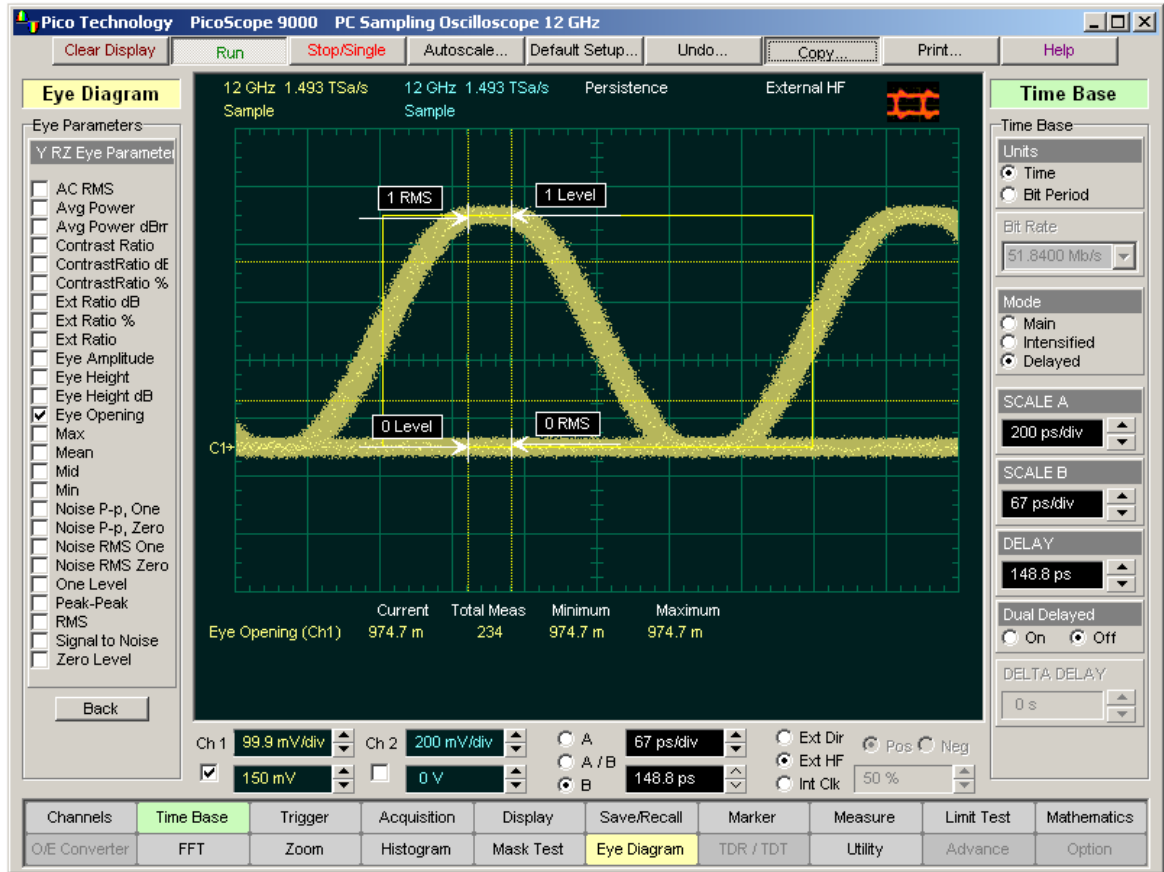 Pico Technology PicoScope 9000 PC Sampling Oscilloscope 12 GHz
Clear Display Run Stop/Single Autoscale... Default Setup... Undo... Copy.... Print... Help
Eye Diagram
Eye Parameters
Y RZ Eye Parameter
AC RMS
Avg Power
Avg Power dBm
Contrast Ratio
ContrastRatio dE
ContrastRatio %
Ext Ratio dB
Ext Ratio %
Ext Ratio
Eye Amplitude
Eye Height
Eye Height dB
Eye Opening
Max
Mean
Mid
Min
Noise P-p, One
Noise P-p, Zero
Noise RMS One
Noise RMS Zero
One Level
Peak-Peak
RMS
Signal to Noise
Zero Level
Back
12 GHz 1.493 TSa/s 12 GHz 1.493 TSa/s Persistence External HF
Sample Sample
1 RMS 1 Level
0 Level 0 RMS
C1
Current Total Meas Minimum Maximum
Eye Opening (Ch1) 974.7 m 234 974.7 m 974.7 m
Time Base
Time Base
Units
Time
Bit Period
Bit Rate
51.8400 Mb/s
Mode
Main
Intensified
Delayed
SCALE A
200 ps/div
SCALE B
67 ps/div
DELAY
148.8 ps
Dual Delayed
On Off
DELTA DELAY
0 s
Ch 1 99.9 mV/div Ch 2 200 mV/div A 67 ps/div Ext Dir Pos Neg
A / B Ext HF
150 mV 0 V B 148.8 ps Int Clk 50 %
Channels Time Base Trigger Acquisition Display Save/Recall Marker Measure Limit Test Mathematics
O/E Converter FFT Zoom Histogram Mask Test Eye Diagram TDR / TDT Utility Advance Option